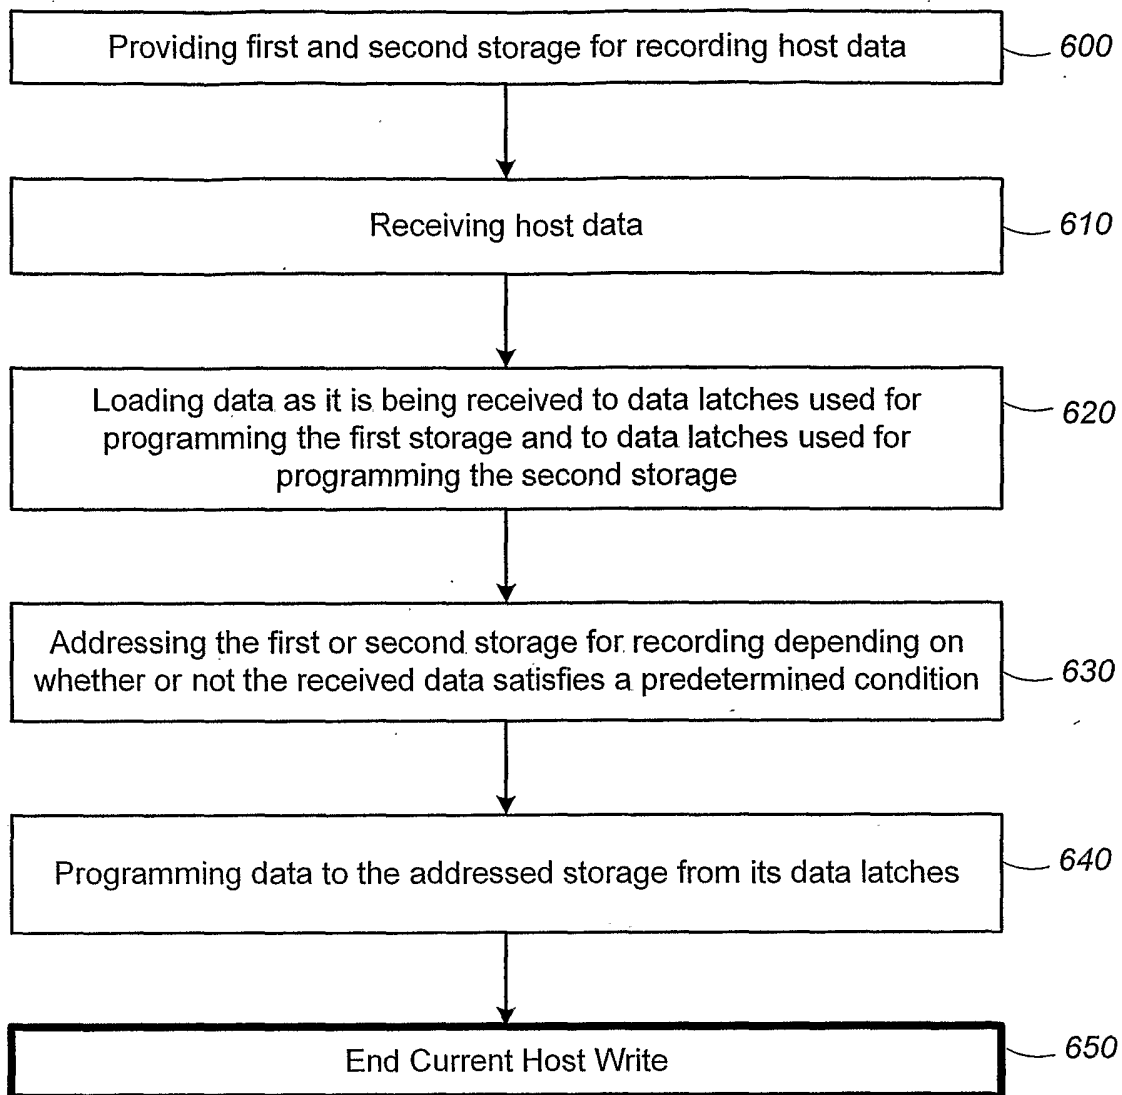 Providing first and second storage for recording host data
600
Receiving host data
610
Loading data as it is being received to data latches used for
programming the first storage and to data latches used for
programming the second storage
620
Addressing the first or second storage for recording depending on
whether or not the received data satisfies a predetermined condition
630
Programming data to the addressed storage from its data latches
640
End Current Host Write
650